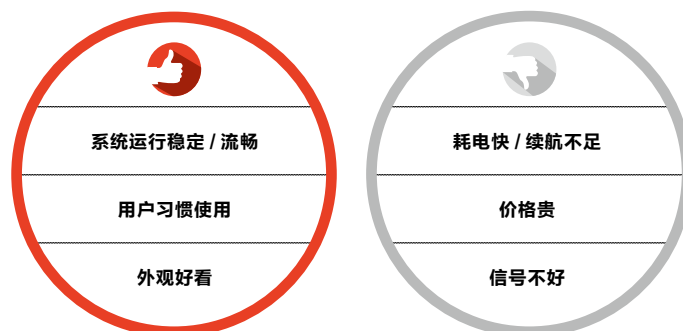 系统运行稳定 / 流畅
用户习惯使用
外观好看
耗电快 / 续航不足
价格贵
信号不好